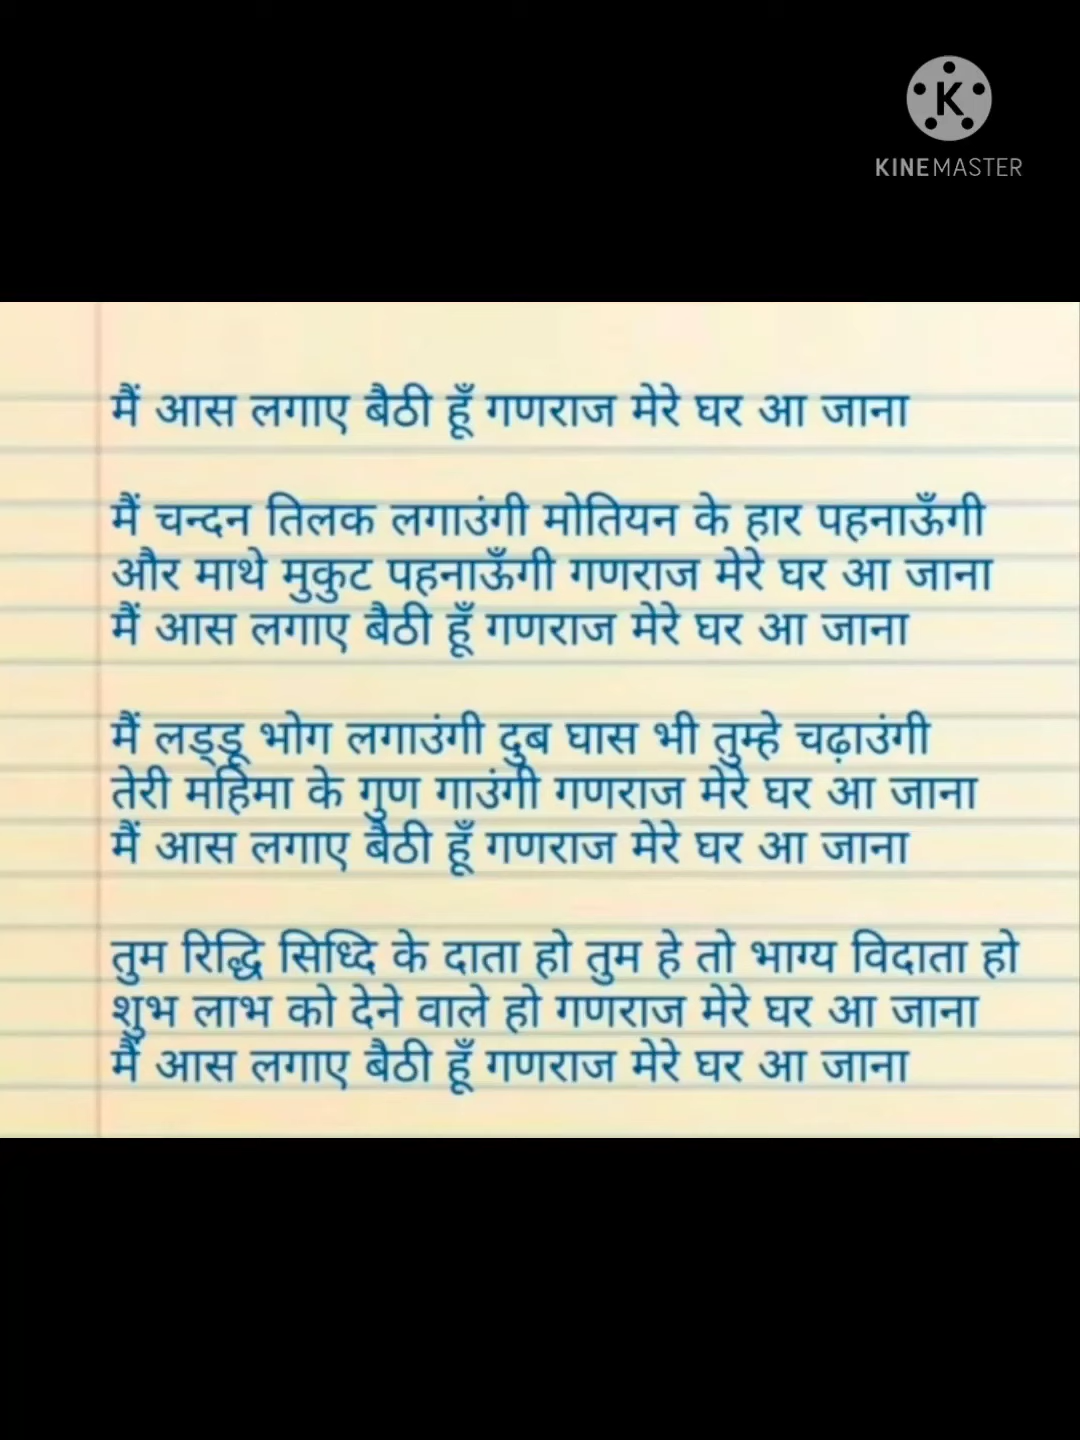 KINEMASTER
मैं आस लगाए बैठी हूँ गणराज मेरे घर आ जाना
मैं चन्दन तिलक लगाउंगी मोतियन के हार पहनाऊँगी
और माथे मुकुट पहनाऊँगी गणराज मेरे घर आ जाना
मैं आस लगाए बैठी हूँ गणराज मेरे घर आ जाना
मैं लड्डू भोग लगाउंगी दुब घास भी तुम्हे चढ़ाउंगी
तेरी महिमा के गुण गाउंगी गणराज मेरे घर आ जाना
मैं आस लगाए बैठी हूँ गणराज मेरे घर आ जाना
तुम रिद्धि सिध्दि के दाता हो तुम हे तो भाग्य विदाता हो
शुभ लाभ को देने वाले हो गणराज मेरे घर आ जाना
मैं आस लगाए बैठी हूँ गणराज मेरे घर आ जाना